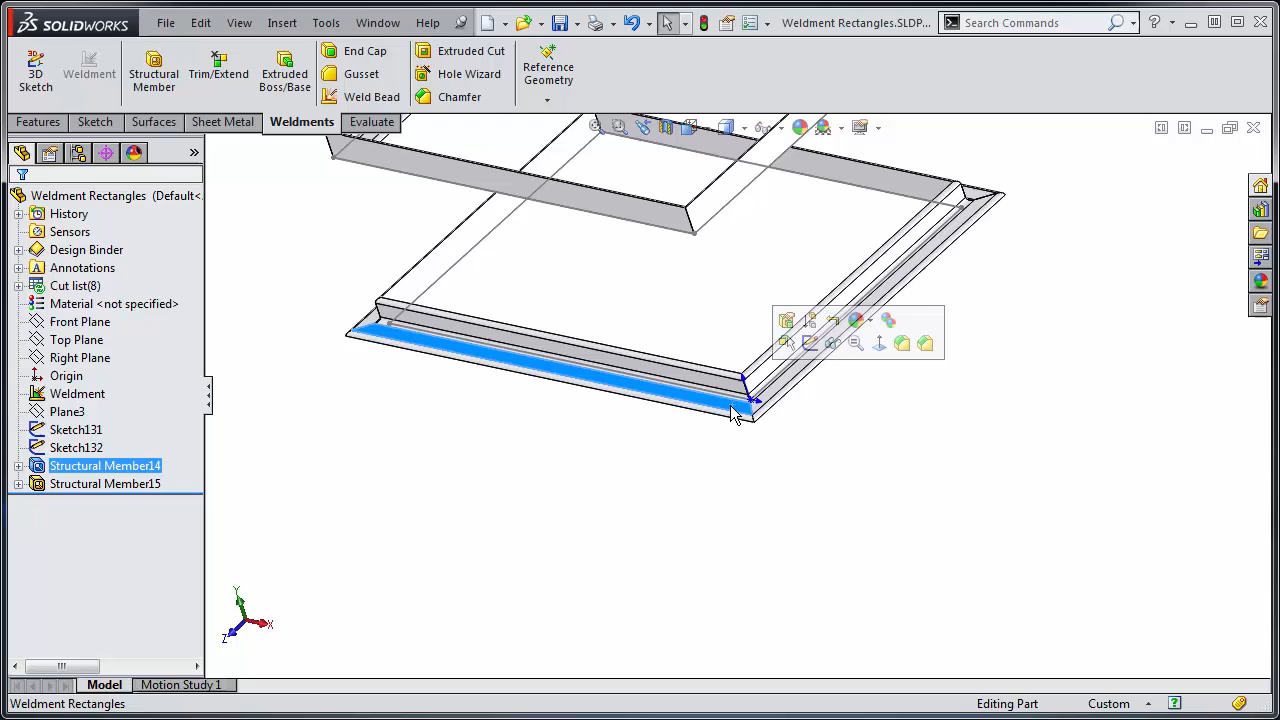 SOLIDWORKS File Edit View Insert Tools Window Help Weldment Rectangles.SLDP... Search Commands ?
3D Sketch
Weldment
Structural Member
Trim/Extend
Extruded Boss/Base
End Cap
Gusset
Weld Bead
Extruded Cut
Hole Wizard
Chamfer
Reference Geometry
Features Sketch Surfaces Sheet Metal Weldments Evaluate
»
Weldment Rectangles (Default<
History
Sensors
Design Binder
Annotations
Cut list(8)
Material <not specified>
Front Plane
Top Plane
Right Plane
Origin
Weldment
Plane3
Sketch131
Sketch132
Structural Member14
Structural Member15
Y
X
Z
Model Motion Study 1
Weldment Rectangles Editing Part Custom ?